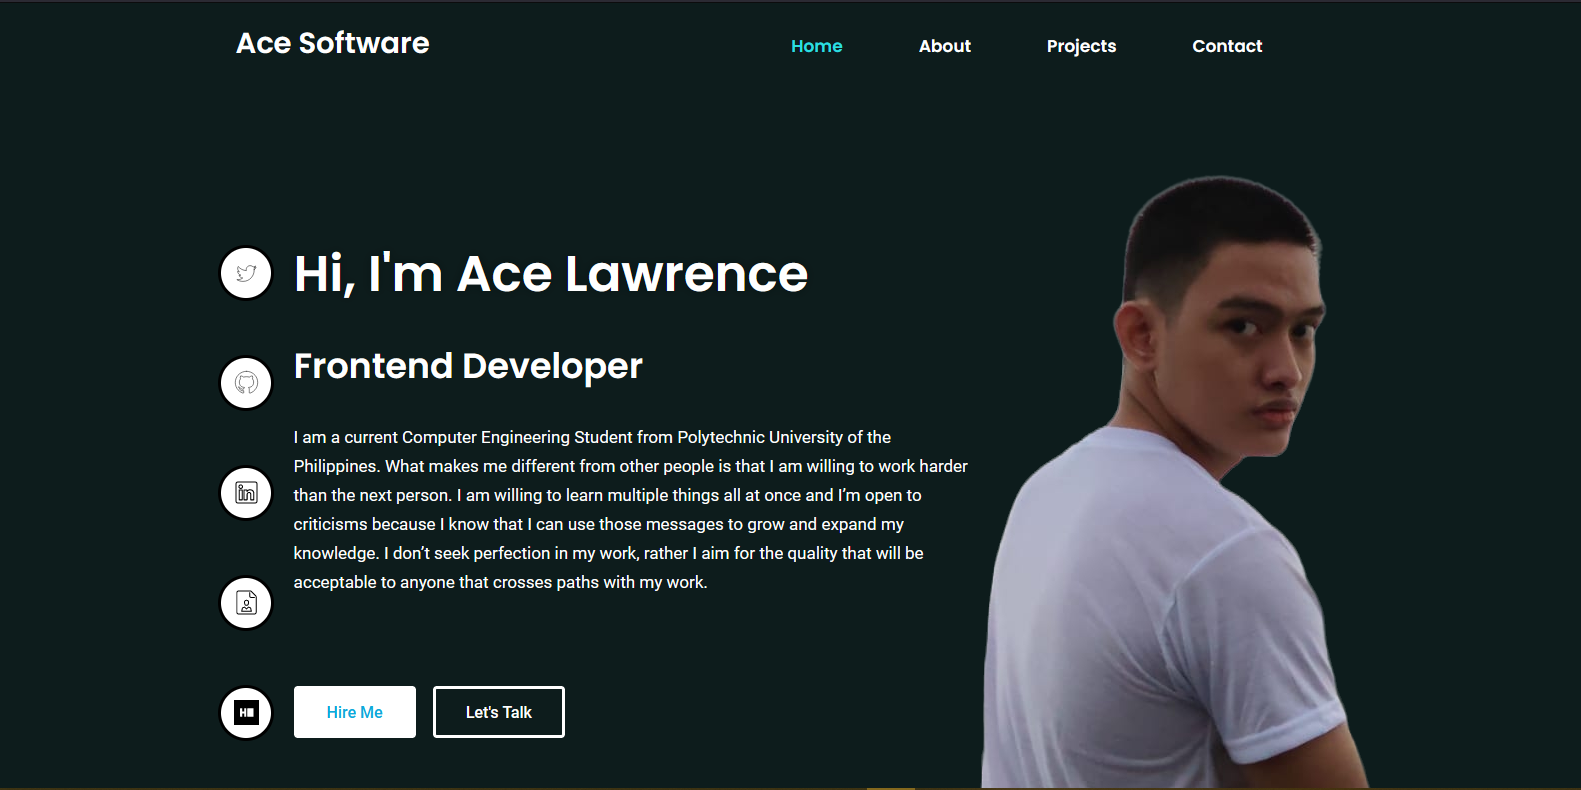 Ace Software
Home
About
Projects
Contact
Hi, I'm Ace Lawrence
Frontend Developer
I am a current Computer Engineering Student from Polytechnic University of the
Philippines. What makes me different from other people is that I am willing to work harder
than the next person. I am willing to learn multiple things all at once and I’m open to
criticisms because I know that I can use those messages to grow and expand my
knowledge. I don’t seek perfection in my work, rather I aim for the quality that will be
acceptable to anyone that crosses paths with my work.
in
H
Hire Me
Let's Talk